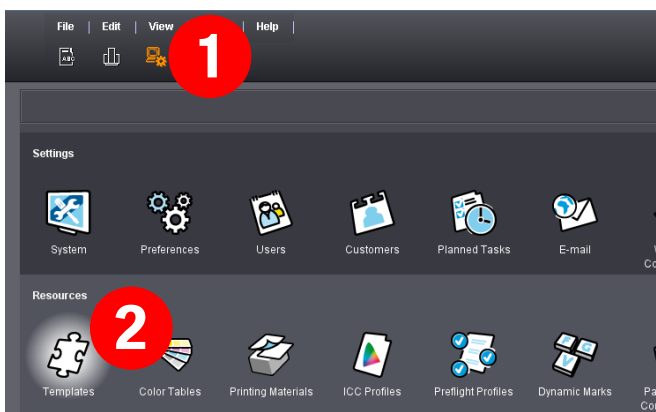 File | Edit | View | Help |
1
ABC
Settings
System Preferences Users Customers Planned Tasks E-mail
Resources
2
Templates Color Tables Printing Materials ICC Profiles Preflight Profiles Dynamic Marks
F G V